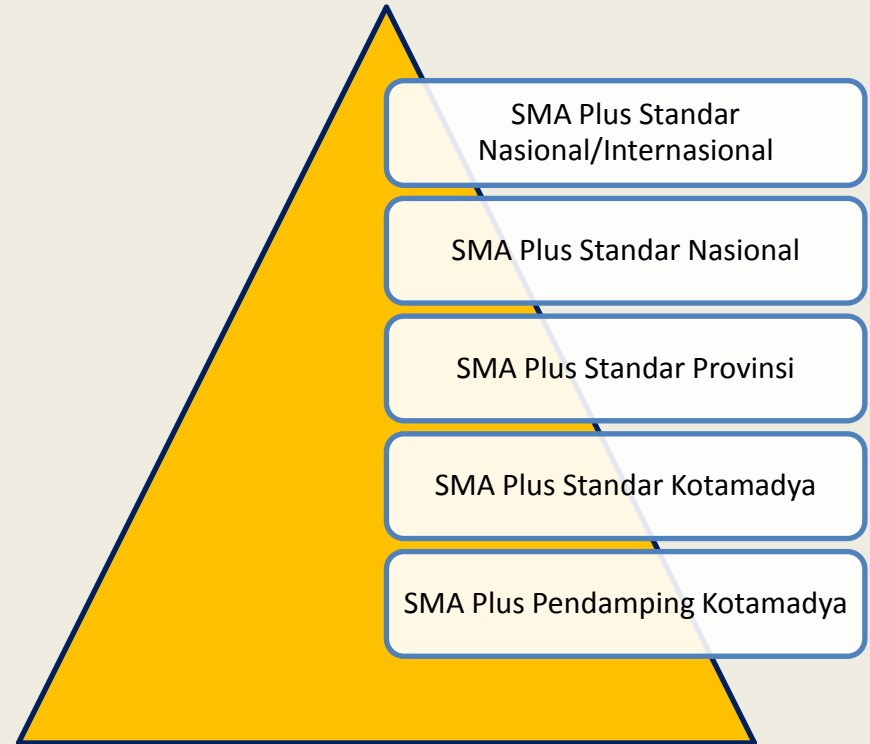 SMA Plus Standar
Nasional/Internasional
SMA Plus Standar Nasional
SMA Plus Standar Provinsi
SMA Plus Standar Kotamadya
SMA Plus Pendamping Kotamadya